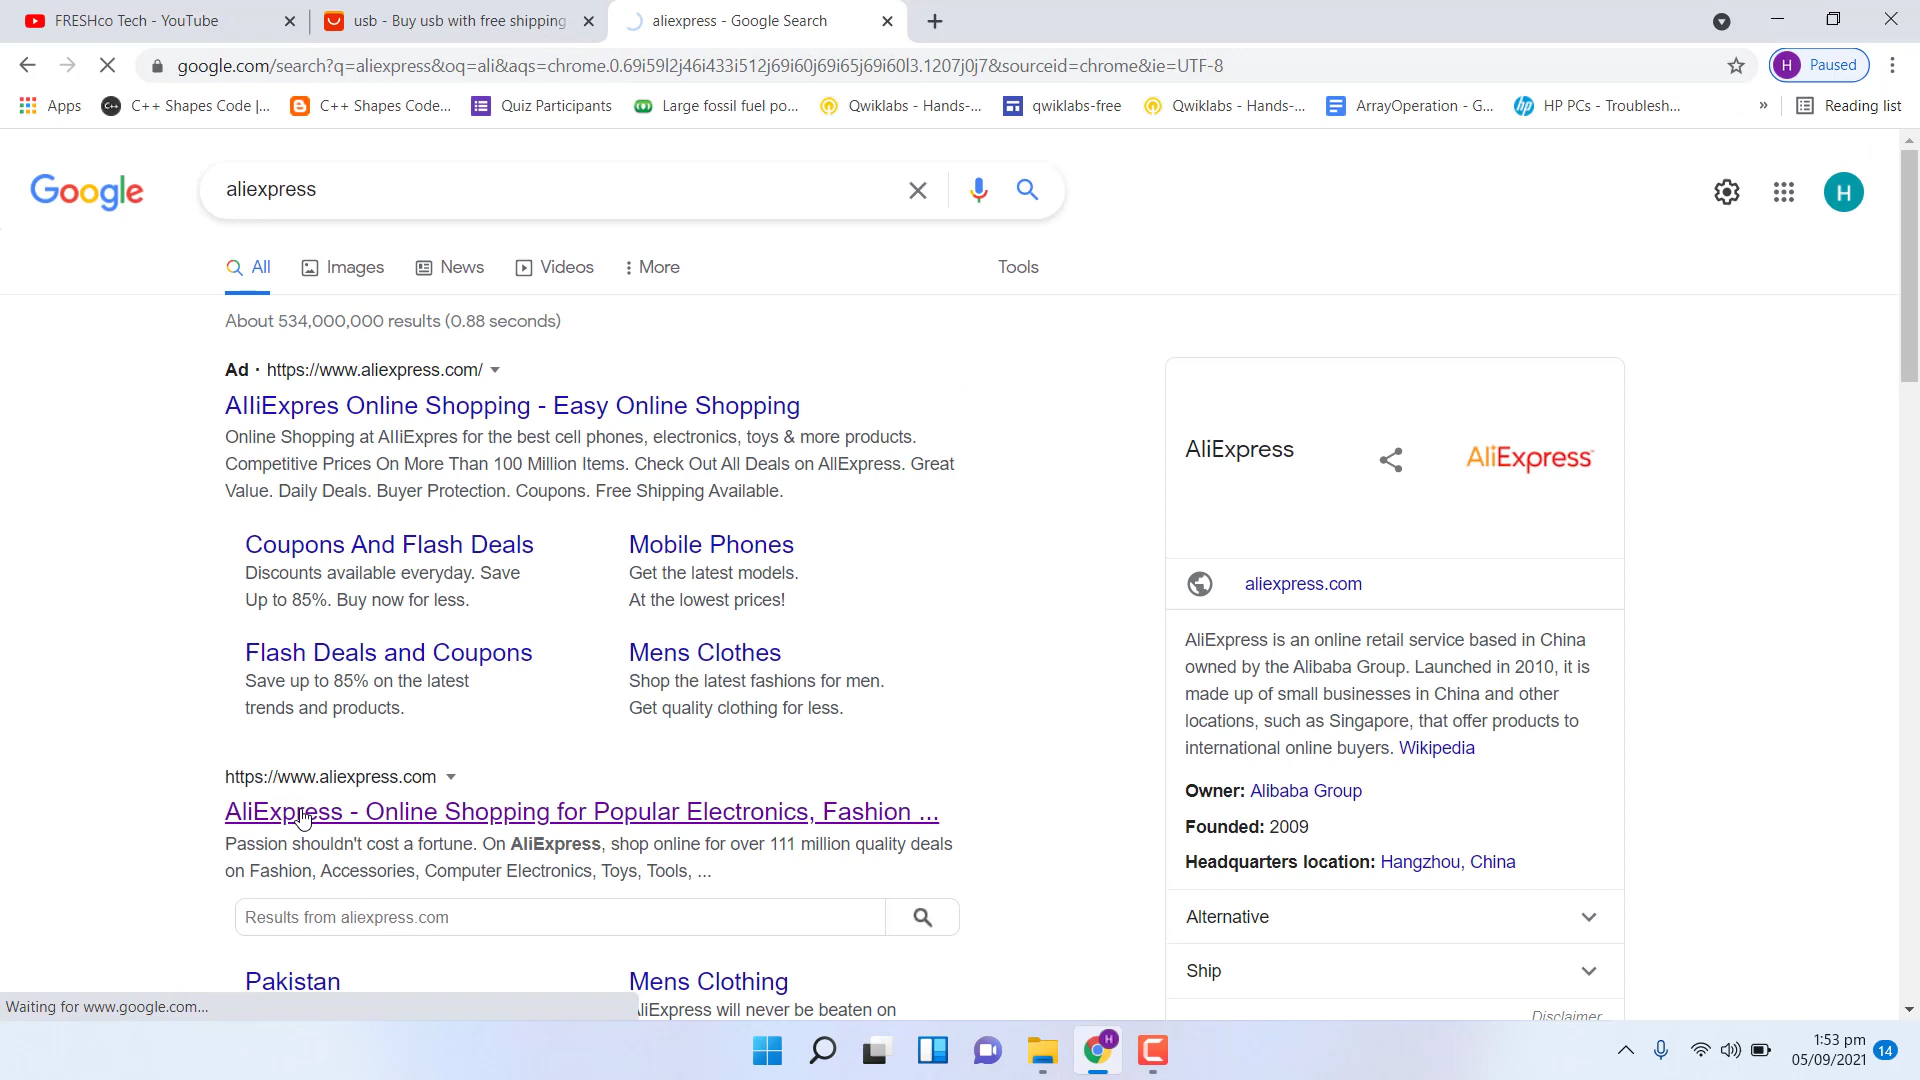 FRESHco Tech - YouTube
usb - Buy usb with free shipping
aliexpress - Google Search
google.com/search?q=aliexpress&oq=ali&aqs=chrome.0.69i59l2j46i433i512j69i60j69i65j69i60l3.1207j0j7&sourceid=chrome&ie=UTF-8
H Paused
Apps
C++ Shapes Code |...
C++ Shapes Code...
Quiz Participants
Large fossil fuel po...
Qwiklabs - Hands-...
qwiklabs-free
Qwiklabs - Hands-...
ArrayOperation - G...
HP PCs - Troublesh...
»
Reading list
Google
aliexpress
H
All
Images
News
Videos
More
Tools
About 534,000,000 results (0.88 seconds)
Ad · https://www.aliexpress.com/
AlliExpres Online Shopping - Easy Online Shopping
Online Shopping at AlliExpres for the best cell phones, electronics, toys & more products.
Competitive Prices On More Than 100 Million Items. Check Out All Deals on AllExpress. Great
Value. Daily Deals. Buyer Protection. Coupons. Free Shipping Available.
Coupons And Flash Deals
Discounts available everyday. Save
Up to 85%. Buy now for less.
Mobile Phones
Get the latest models.
At the lowest prices!
Flash Deals and Coupons
Save up to 85% on the latest
trends and products.
Mens Clothes
Shop the latest fashions for men.
Get quality clothing for less.
https://www.aliexpress.com
AliExpress - Online Shopping for Popular Electronics, Fashion ...
Passion shouldn't cost a fortune. On AliExpress, shop online for over 111 million quality deals
on Fashion, Accessories, Computer Electronics, Toys, Tools, ...
Results from aliexpress.com
Pakistan
Mens Clothing
AliExpress will never be beaten on
AliExpress
AliExpress
aliexpress.com
AliExpress is an online retail service based in China
owned by the Alibaba Group. Launched in 2010, it is
made up of small businesses in China and other
locations, such as Singapore, that offer products to
international online buyers. Wikipedia
Owner: Alibaba Group
Founded: 2009
Headquarters location: Hangzhou, China
Alternative
Ship
Disclaimer
Waiting for www.google.com...
H
1:53 pm
05/09/2021
14